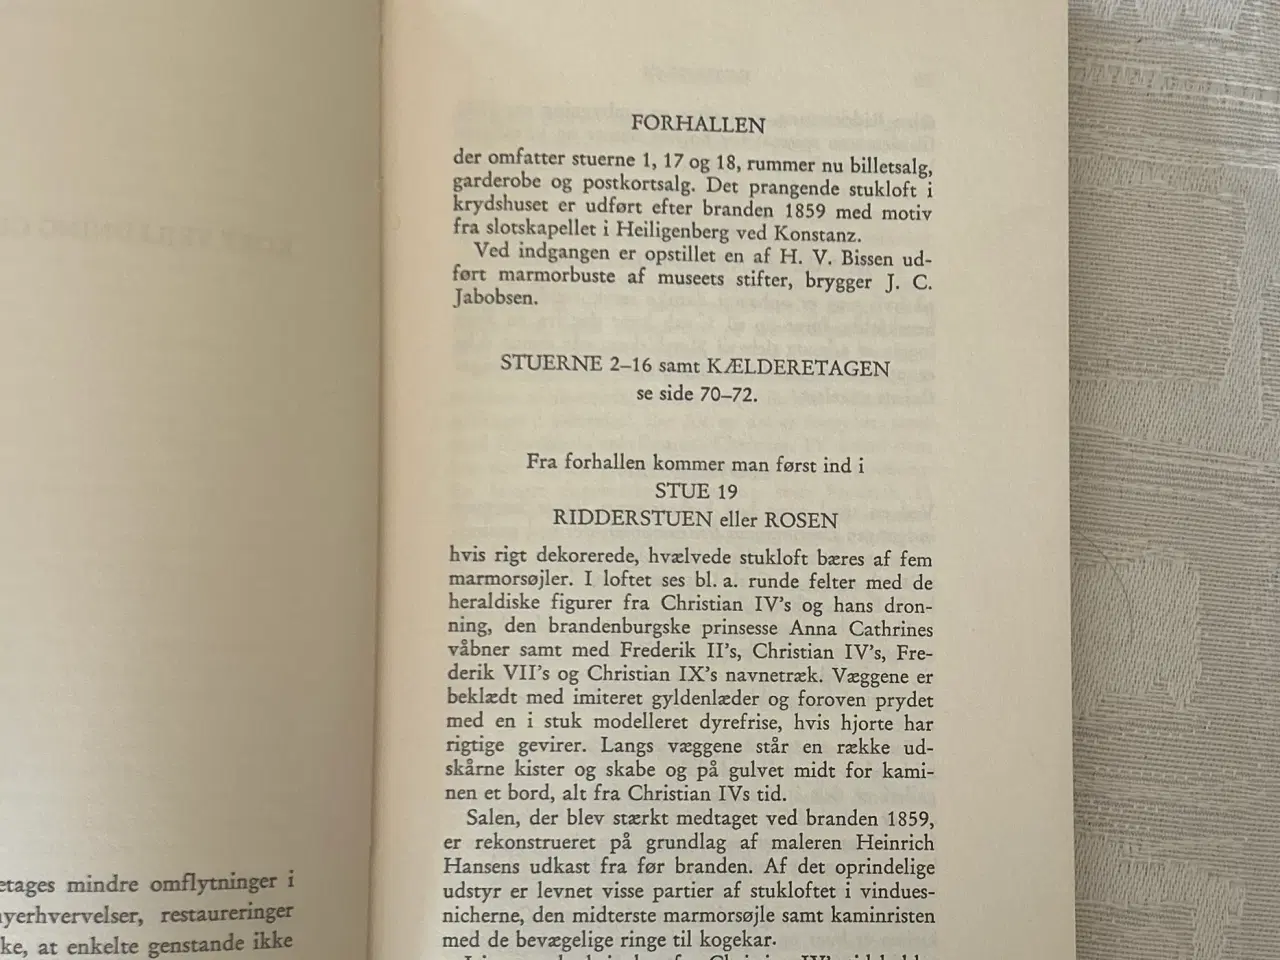 etages mindre omflytninger i
yerhvervelser, restaureringer
ke, at enkelte genstande ikke
FORHALLEN
der omfatter stuerne 1, 17 og 18, rummer nu billetsalg,
garderobe og postkortsalg. Det prangende stukloft i
krydshuset er udført efter branden 1859 med motiv
fra slotskapellet i Heiligenberg ved Konstanz.
Ved indgangen er opstillet en af H. V. Bissen ud-
ført marmorbuste af museets stifter, brygger J. C.
Jabobsen.
STUERNE 2–16 samt KÆLDERETAGEN
se side 70–72.
Fra forhallen kommer man først ind i
STUE 19
RIDDERSTUEN eller ROSEN
hvis rigt dekorerede, hvælvede stukloft bæres af fem
marmorsøjler. I loftet ses bl. a. runde felter med de
heraldiske figurer fra Christian IV's og hans dron-
ning, den brandenburgske prinsesse Anna Cathrines
våbner samt med Frederik II's, Christian IV's, Fre-
derik VII's og Christian IX's navnetræk. Væggene er
beklædt med imiteret gyldenlæder og foroven prydet
med en i stuk modelleret dyrefrise, hvis hjorte har
rigtige gevirer. Langs væggene står en række ud-
skårne kister og skabe og på gulvet midt for kami-
nen et bord, alt fra Christian IVs tid.
Salen, der blev stærkt medtaget ved branden 1859,
er rekonstrueret på grundlag af maleren Heinrich
Hansens udkast fra før branden. Af det oprindelige
udstyr er levnet visse partier af stukloftet i vindues-
nicherne, den midterste marmorsøjle samt kaminristen
med de bevægelige ringe til kogekar.